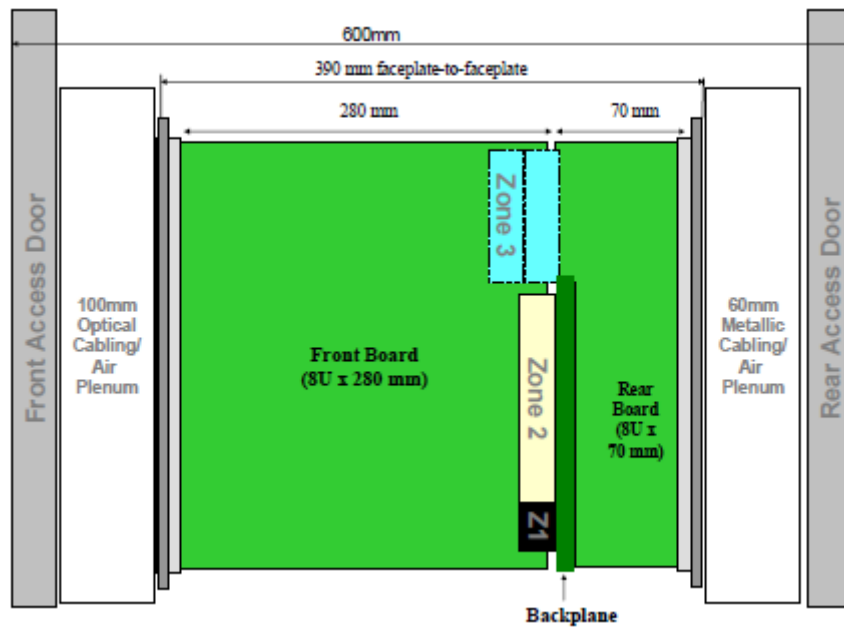 600mm
390 mm faceplate-to-faceplate
280 mm
70 mm
Front Access Door
100mm
Optical
Cabling/
Air
Plenum
Front Board
(8U x 280 mm)
Zone 3
Zone 2
Z1
Rear
Board
(8U x
70 mm)
60mm
Metallic
Cabling/
Air
Plenum
Rear Access Door
Backplane